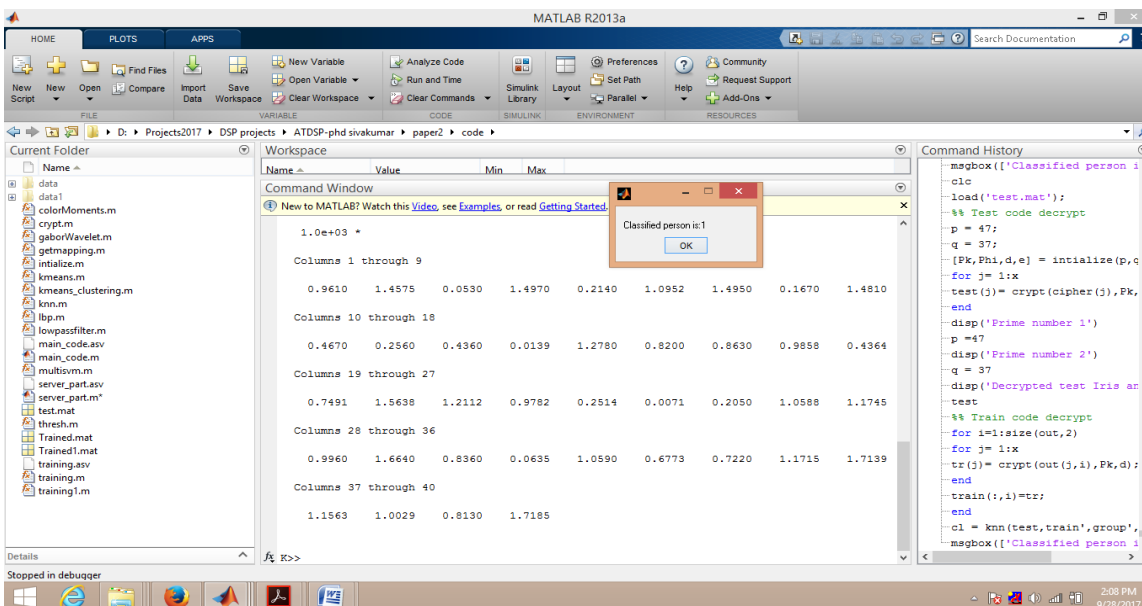 MATLAB R2013a
HOME PLOTS APPS
Search Documentation
New Script
New
Open
Find Files
Compare
Import Data
Save Workspace
New Variable
Open Variable
Clear Workspace
Analyze Code
Run and Time
Clear Commands
Simulink Library
Layout
Preferences
Set Path
Parallel
Help
Community
Request Support
Add-Ons
FILE VARIABLE CODE SIMULINK ENVIRONMENT RESOURCES
D: Projects2017 DSP projects ATDSP-phd sivakumar paper2 code
Current Folder
Name
data
data1
colorMoments.m
crypt.m
gaborWavelet.m
getmapping.m
intialize.m
kmeans.m
kmeans_clustering.m
knn.m
lbp.m
lowpassfilter.m
main_code.asv
main_code.m
multisvm.m
server_part.asv
server_part.m*
test.mat
thresh.m
Trained.mat
Trained1.mat
training.asv
training.m
training1.m
Details
Workspace
Name Value Min Max
Command Window
New to MATLAB? Watch this Video, see Examples, or read Getting Started.
1.0e+03 *
Columns 1 through 9
0.9610 1.4575 0.0530 1.4970 0.2140 1.0952 1.4950 0.1670 1.4810
Columns 10 through 18
0.4670 0.2560 0.4360 0.0139 1.2780 0.8200 0.8630 0.9858 0.4364
Columns 19 through 27
0.7491 1.5638 1.2112 0.9782 0.2514 0.0071 0.2050 1.0588 1.1745
Columns 28 through 36
0.9960 1.6640 0.8360 0.0635 1.0590 0.6773 0.7220 1.1715 1.7139
Columns 37 through 40
1.1563 1.0029 0.8130 1.7185
fx K>>
Classified person is:1
OK
Command History
msgbox(['Classified person i
clc
load('test.mat');
%% Test code decrypt
p = 47;
q = 37;
[Pk,Phi,d,e] = intialize(p,q
for j= 1:x
test(j)= crypt(cipher(j),Pk,
end
disp('Prime number 1')
p =47
disp('Prime number 2')
q = 37
disp('Decrypted test Iris an
test
%% Train code decrypt
for i=1:size(out,2)
for j= 1:x
tr(j)= crypt(out(j,i),Pk,d);
end
train(:,i)=tr;
end
cl = knn(test,train',group',
msgbox(['Classified person i
Stopped in debugger
2:08 PM
9/28/2017